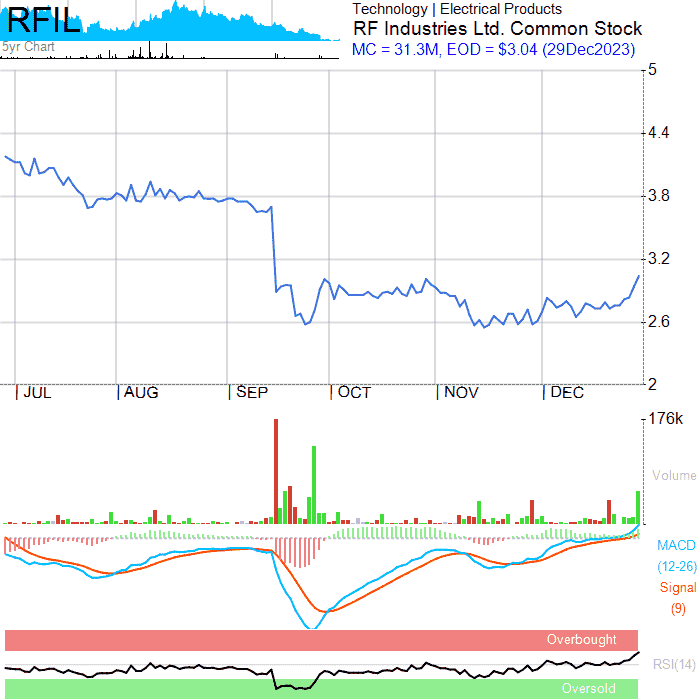 RFIL
5yr Chart
Technology | Electrical Products
RF Industries Ltd. Common Stock
MC = 31.3M, EOD = $3.04 (29Dec2023)
5
4.4
3.8
3.2
2.6
2
JUL AUG SEP OCT NOV DEC
176k
Volume
MACD
(12-26)
Signal
(9)
Overbought
RSI(14)
Oversold